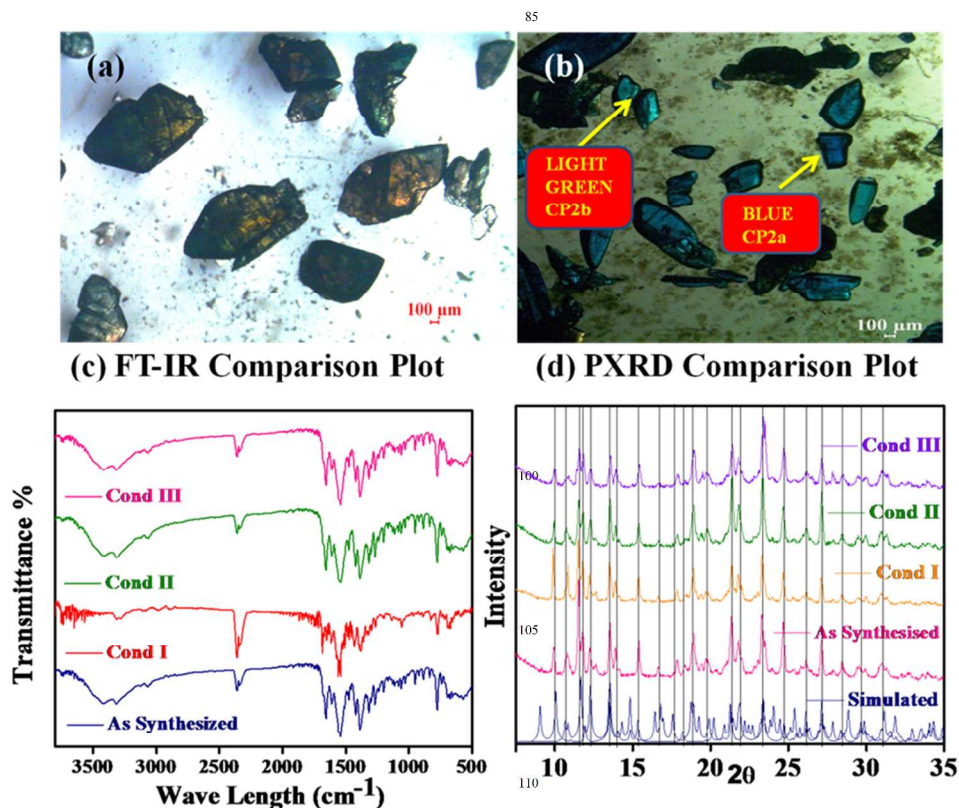 85
(a)
(b)
LIGHT
GREEN
CP2b
BLUE
CP2a
100 µm
100 µm
(c) FT-IR Comparison Plot
(d) PXRD Comparison Plot
Transmittance %
Cond III
Cond II
Cond I
As Synthesized
3500 3000 2500 2000 1500 1000 500
Wave Length (cm-1)
Intensity
100
Cond III
Cond II
Cond I
105
As Synthesised
Simulated
10 15 20 25 30 35
2θ
110